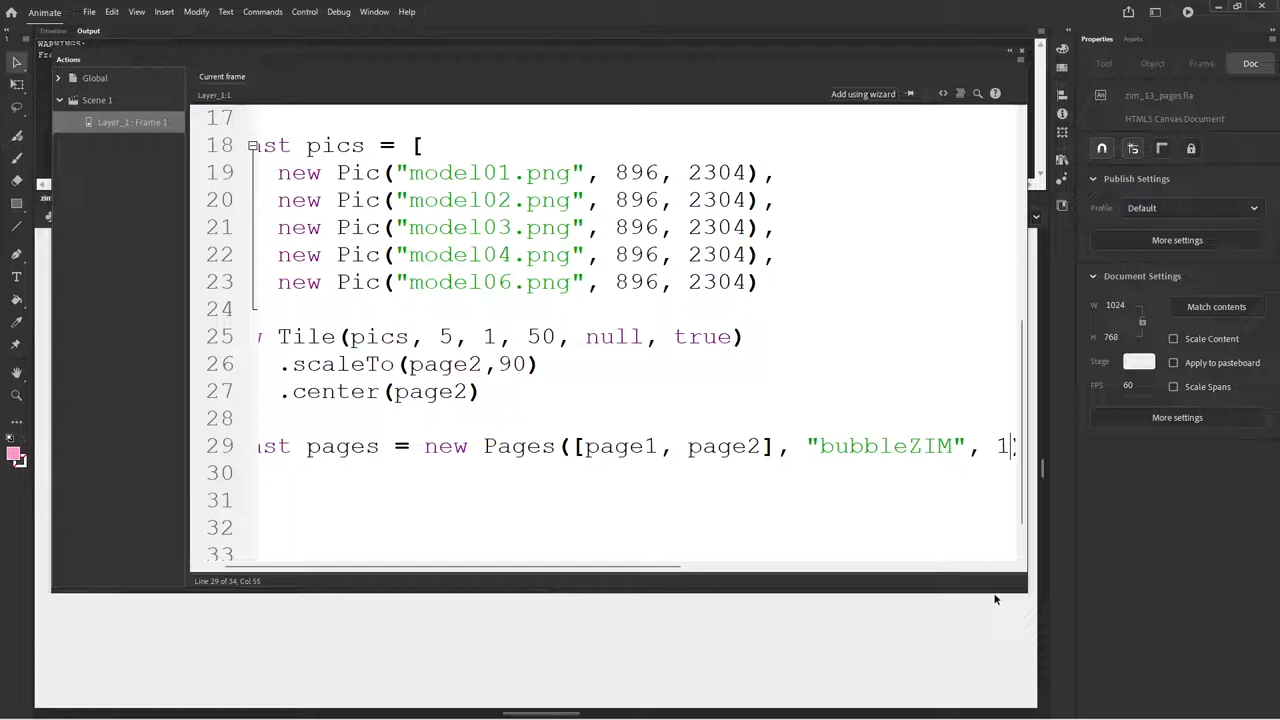 Animate File Edit View Insert Modify Text Commands Control Debug Window Help
Timeline Output
WARNINGS:
Actions
Global
Scene 1
Layer_1 - Frame 1
Current frame
Layer_1:1
Add using wizard
17
18 nst pics = [
19 new Pic("model01.png", 896, 2304),
20 new Pic("model02.png", 896, 2304),
21 new Pic("model03.png", 896, 2304),
22 new Pic("model04.png", 896, 2304),
23 new Pic("model06.png", 896, 2304)
24
25 w Tile(pics, 5, 1, 50, null, true)
26 .scaleTo(page2,90)
27 .center(page2)
28
29 nst pages = new Pages([page1, page2], "bubbleZIM", 1)
30
31
32
33
Line 29 of 34, Col 55
Properties Assets
Tool Object Frame Doc
An zim_13_pages.fla
HTML5 Canvas Document
Publish Settings
Profile Default
More settings
Document Settings
W 1024 Match contents
H 768 Scale Content
Stage Apply to pasteboard
FPS 60 Scale Spans
More settings